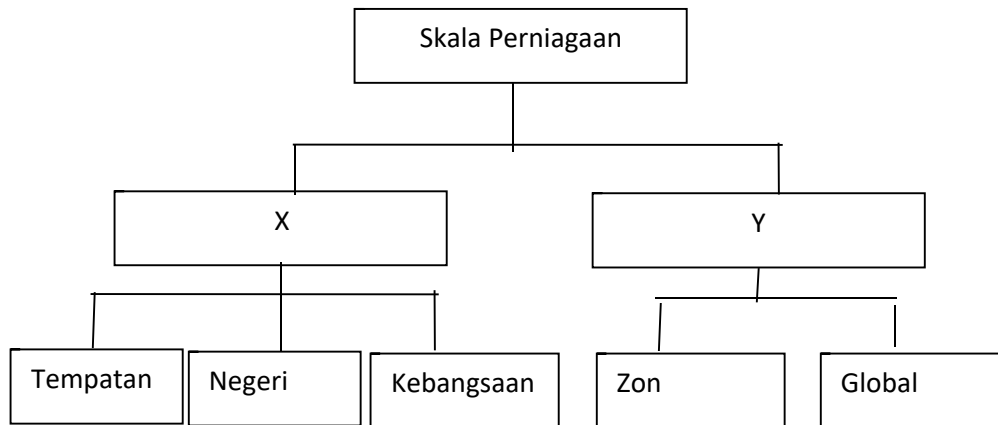 Skala Perniagaan
X
Y
Tempatan
Negeri
Kebangsaan
Zon
Global